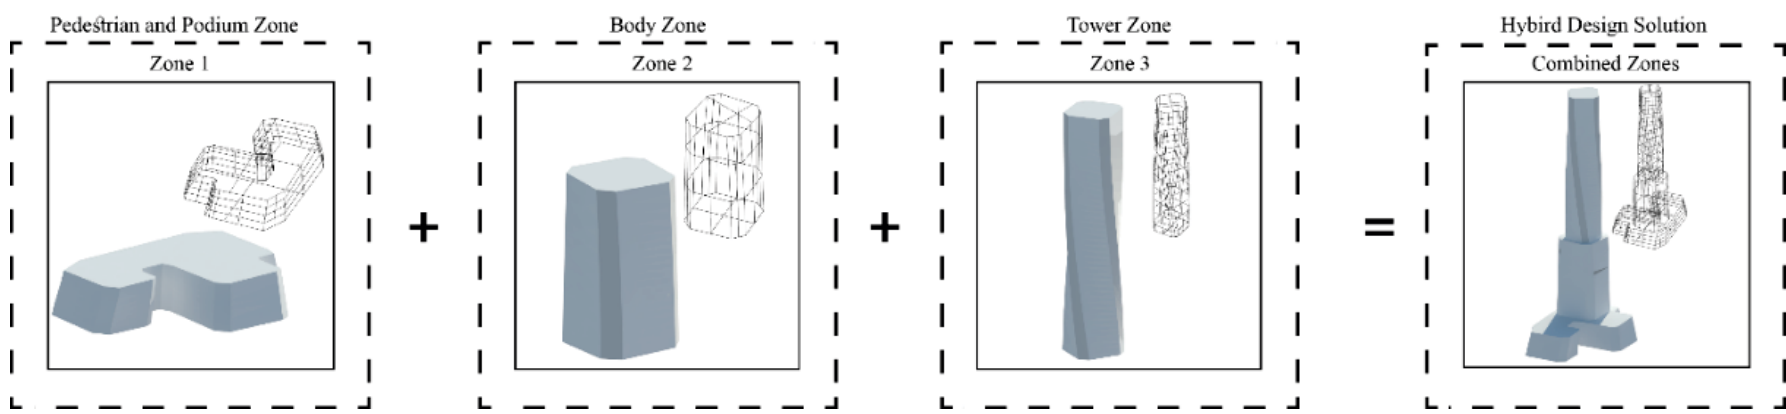 Pedestrian and Podium Zone
Zone 1
+
Body Zone
Zone 2
+
Tower Zone
Zone 3
=
Hybird Design Solution
Combined Zones